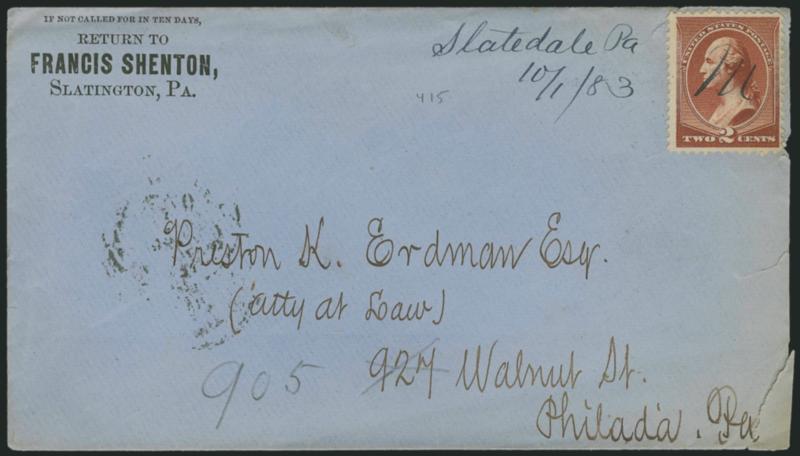 IF NOT CALLED FOR IN TEN DAYS,
RETURN TO
FRANCIS SHENTON,
SLATINGTON, PA.
Slatedale Pa
10/1/83
415
UNITED STATES POSTAGE
TWO 2 CENTS
Preston K. Erdman Esq.
(Atty at Law)
905 927 Walnut St.
Philada. Pa